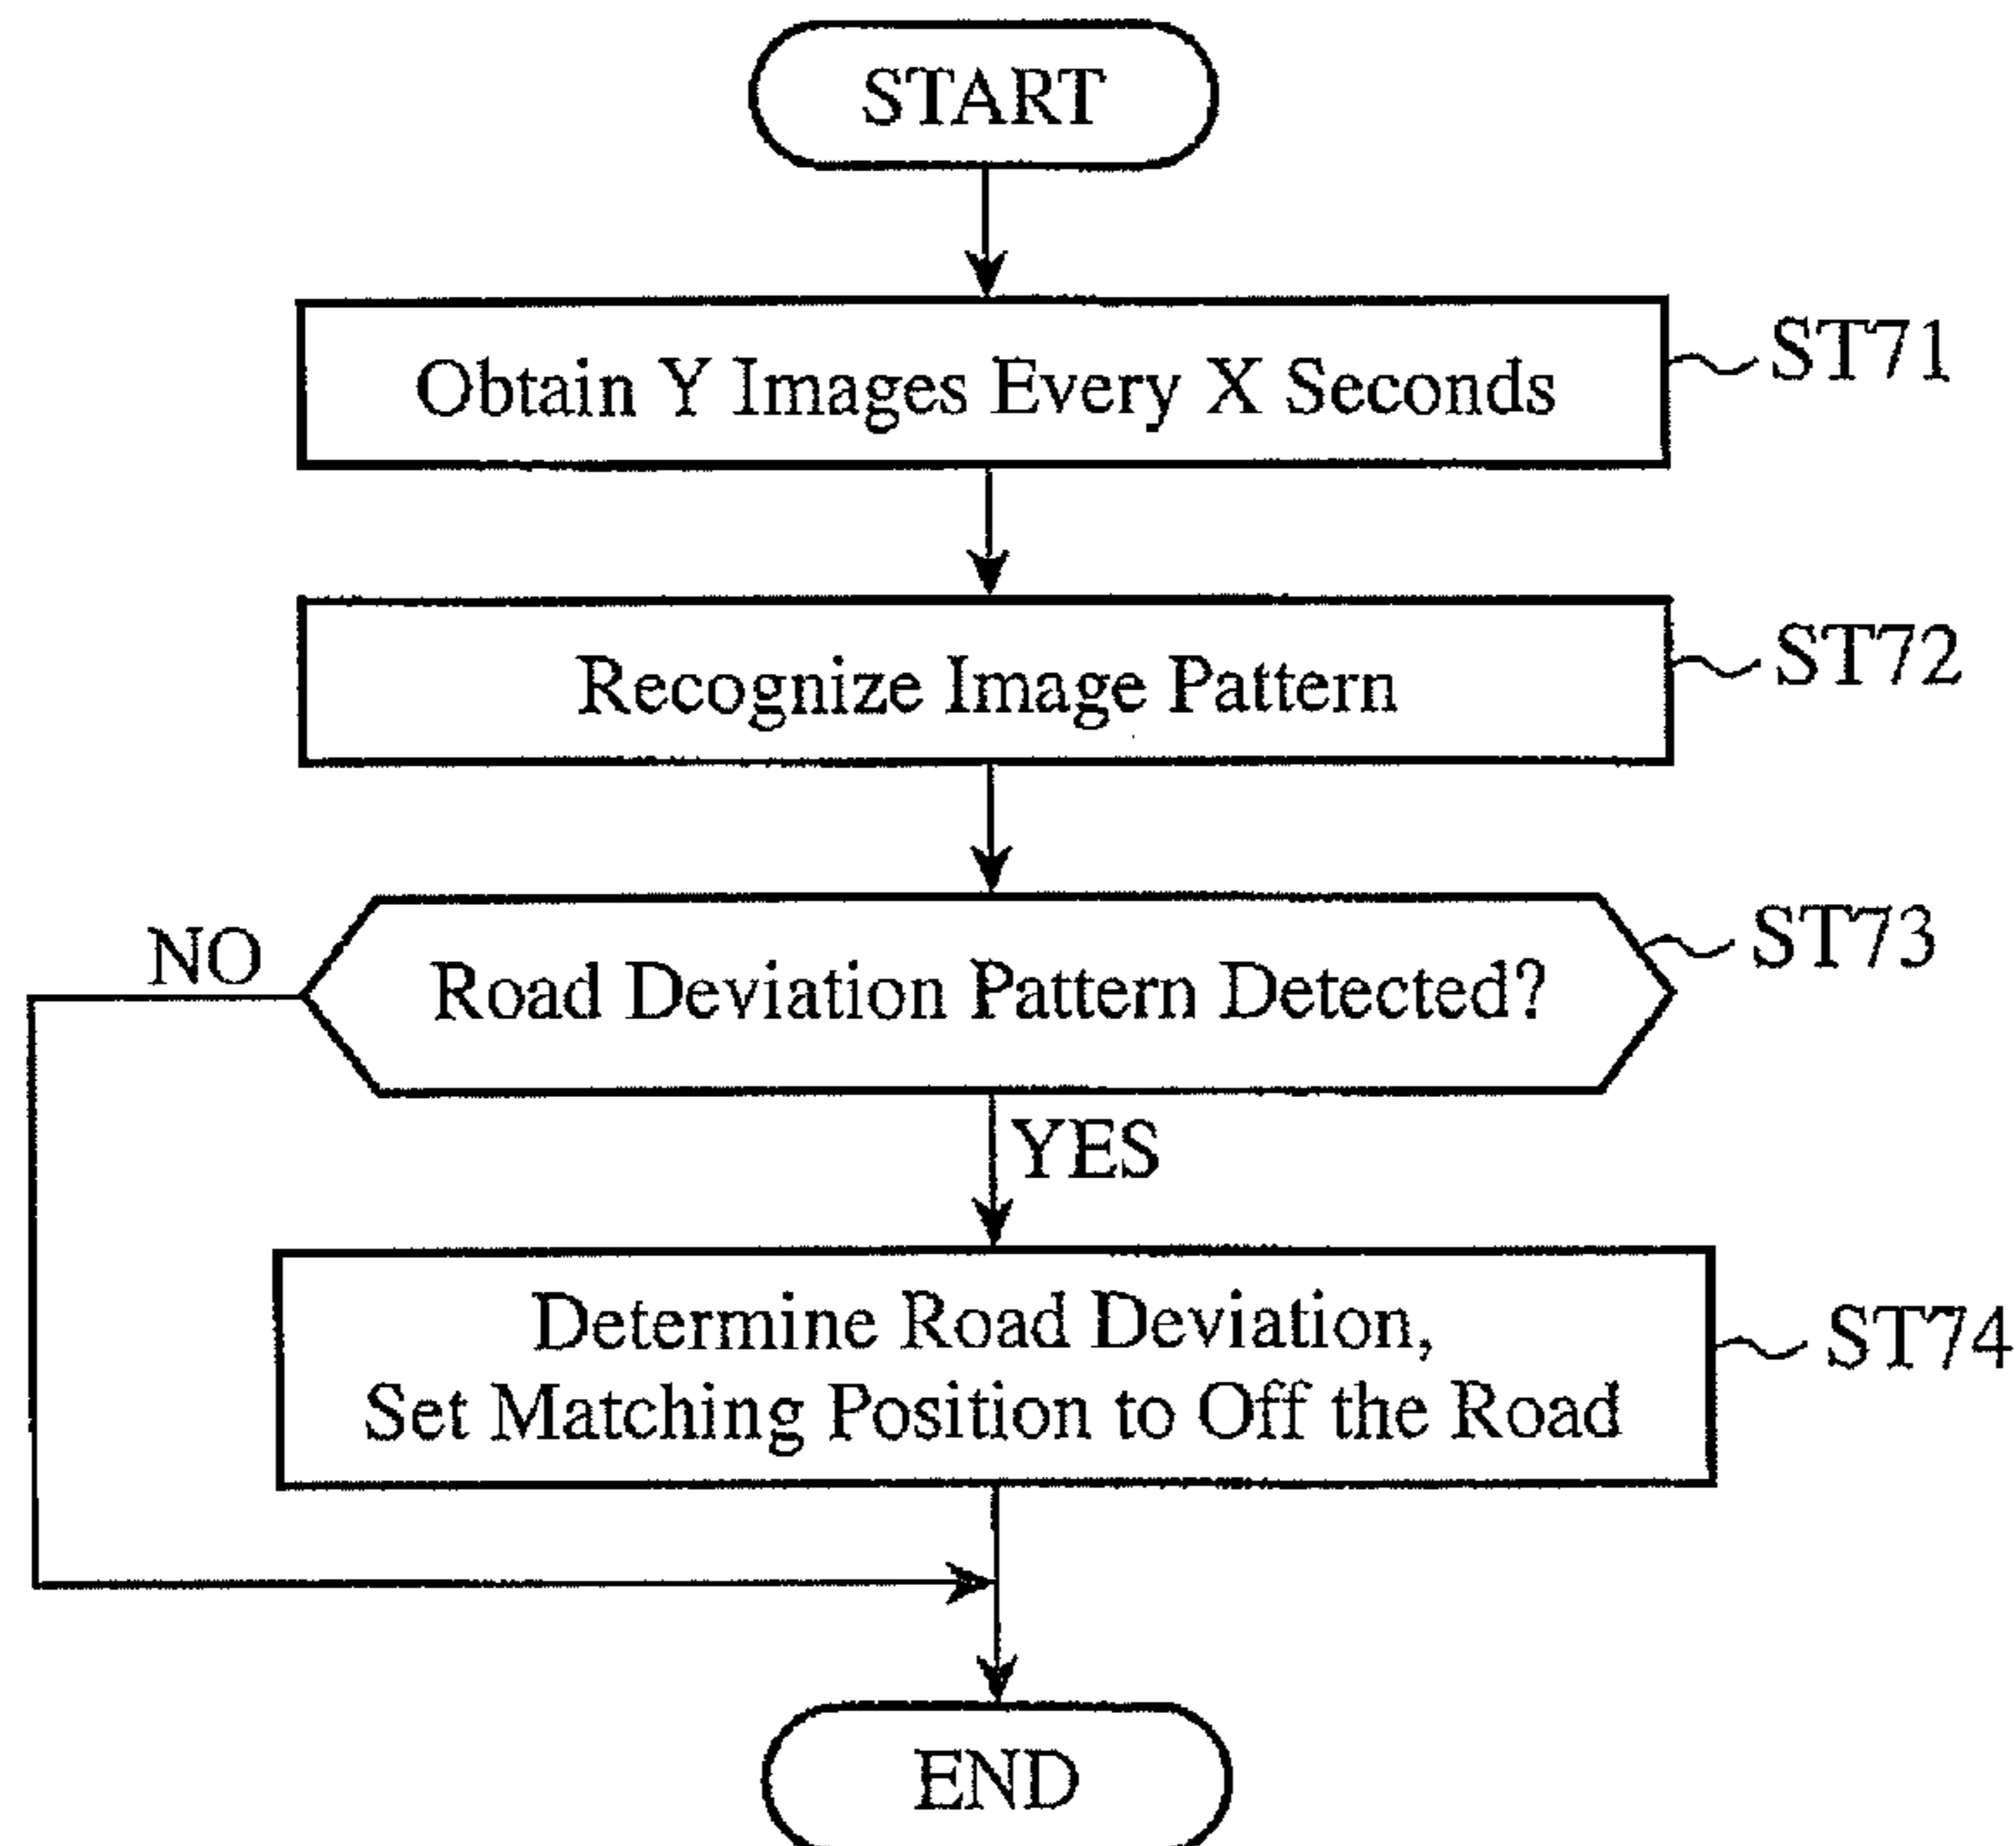 START
Obtain Y Images Every X Seconds
ST71
Recognize Image Pattern
ST72
NO
Road Deviation Pattern Detected?
ST73
YES
Determine Road Deviation,
Set Matching Position to Off the Road
ST74
END